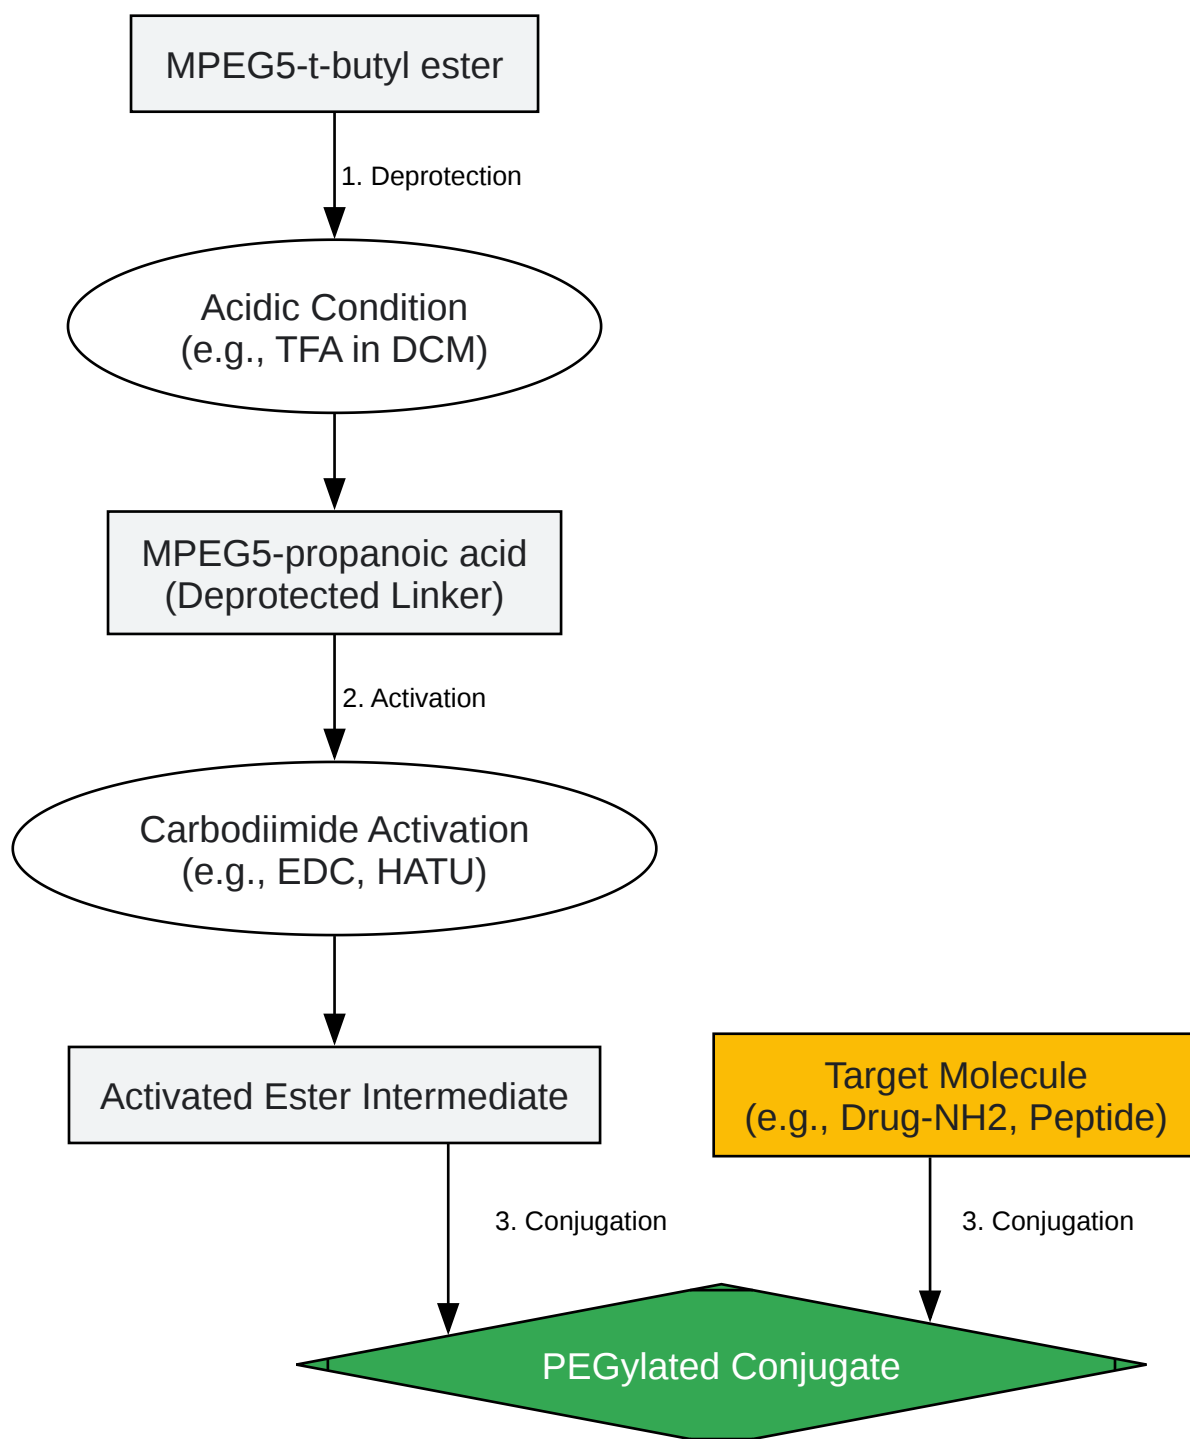 MPEG5-t-butyl ester
1. Deprotection
Acidic Condition
(e.g., TFA in DCM)
MPEG5-propanoic acid
(Deprotected Linker)
2. Activation
Carbodiimide Activation
(e.g., EDC, HATU)
Activated Ester Intermediate
Target Molecule
(e.g., Drug-NH2, Peptide)
3. Conjugation
3. Conjugation
PEGylated Conjugate